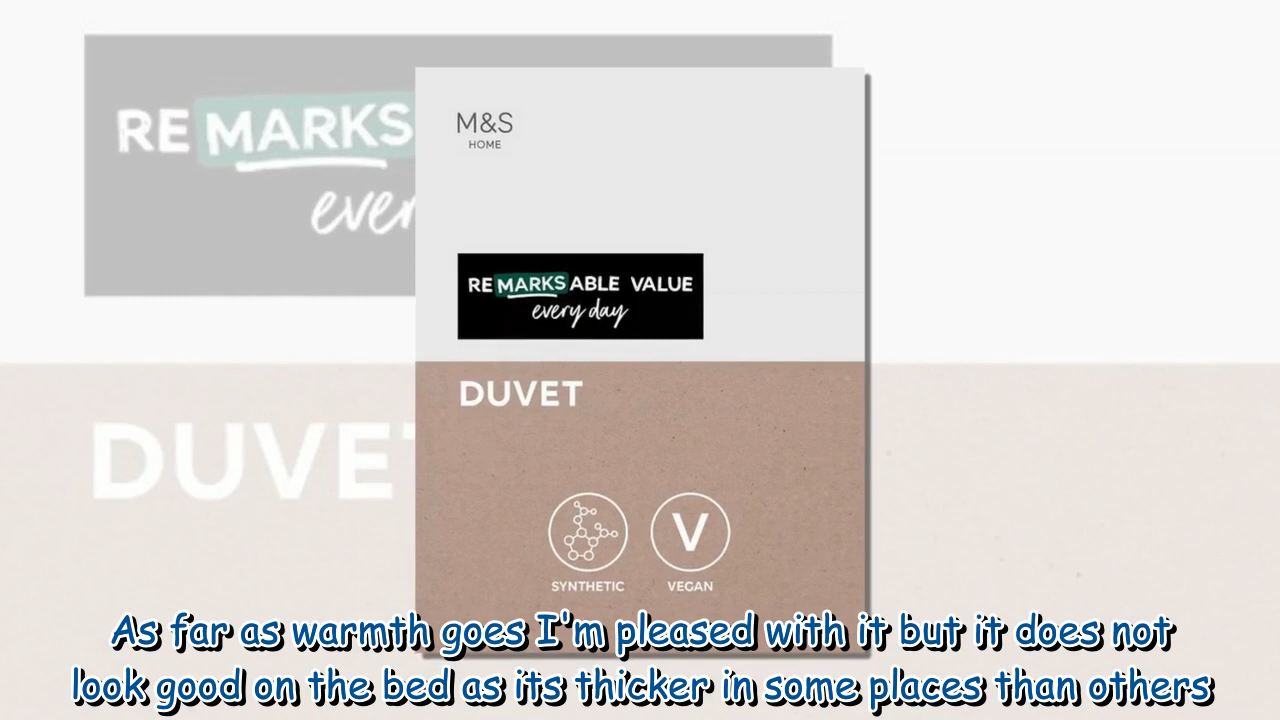 REMARKS
ever
DUVET
M&S
HOME
REMARKSABLE VALUE
every day
DUVET
SYNTHETIC
VEGAN
As far as warmth goes I'm pleased with it but it does not
look good on the bed as its thicker in some places than others